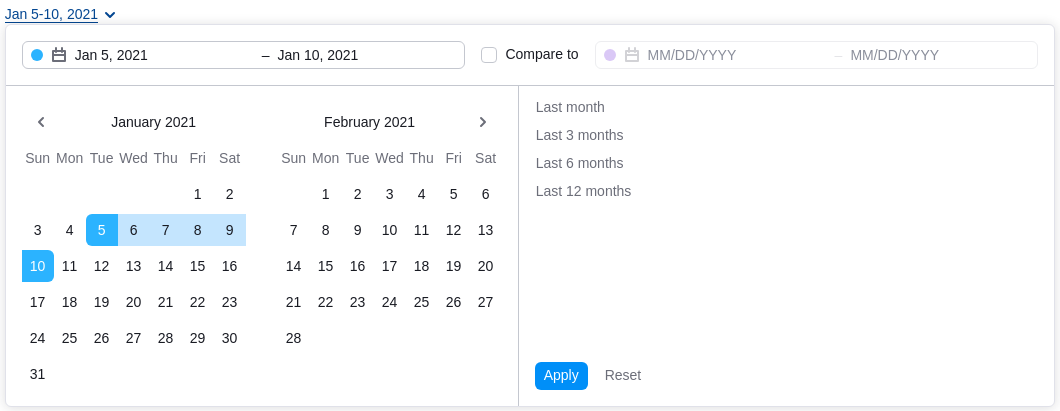 Jan 5-10, 2021
Jan 5, 2021 – Jan 10, 2021 Compare to MM/DD/YYYY – MM/DD/YYYY
January 2021 February 2021
Sun Mon Tue Wed Thu Fri Sat Sun Mon Tue Wed Thu Fri Sat
1 2 1 2 3 4 5 6
3 4 5 6 7 8 9 7 8 9 10 11 12 13
10 11 12 13 14 15 16 14 15 16 17 18 19 20
17 18 19 20 21 22 23 21 22 23 24 25 26 27
24 25 26 27 28 29 30 28
31
Last month
Last 3 months
Last 6 months
Last 12 months
Apply Reset